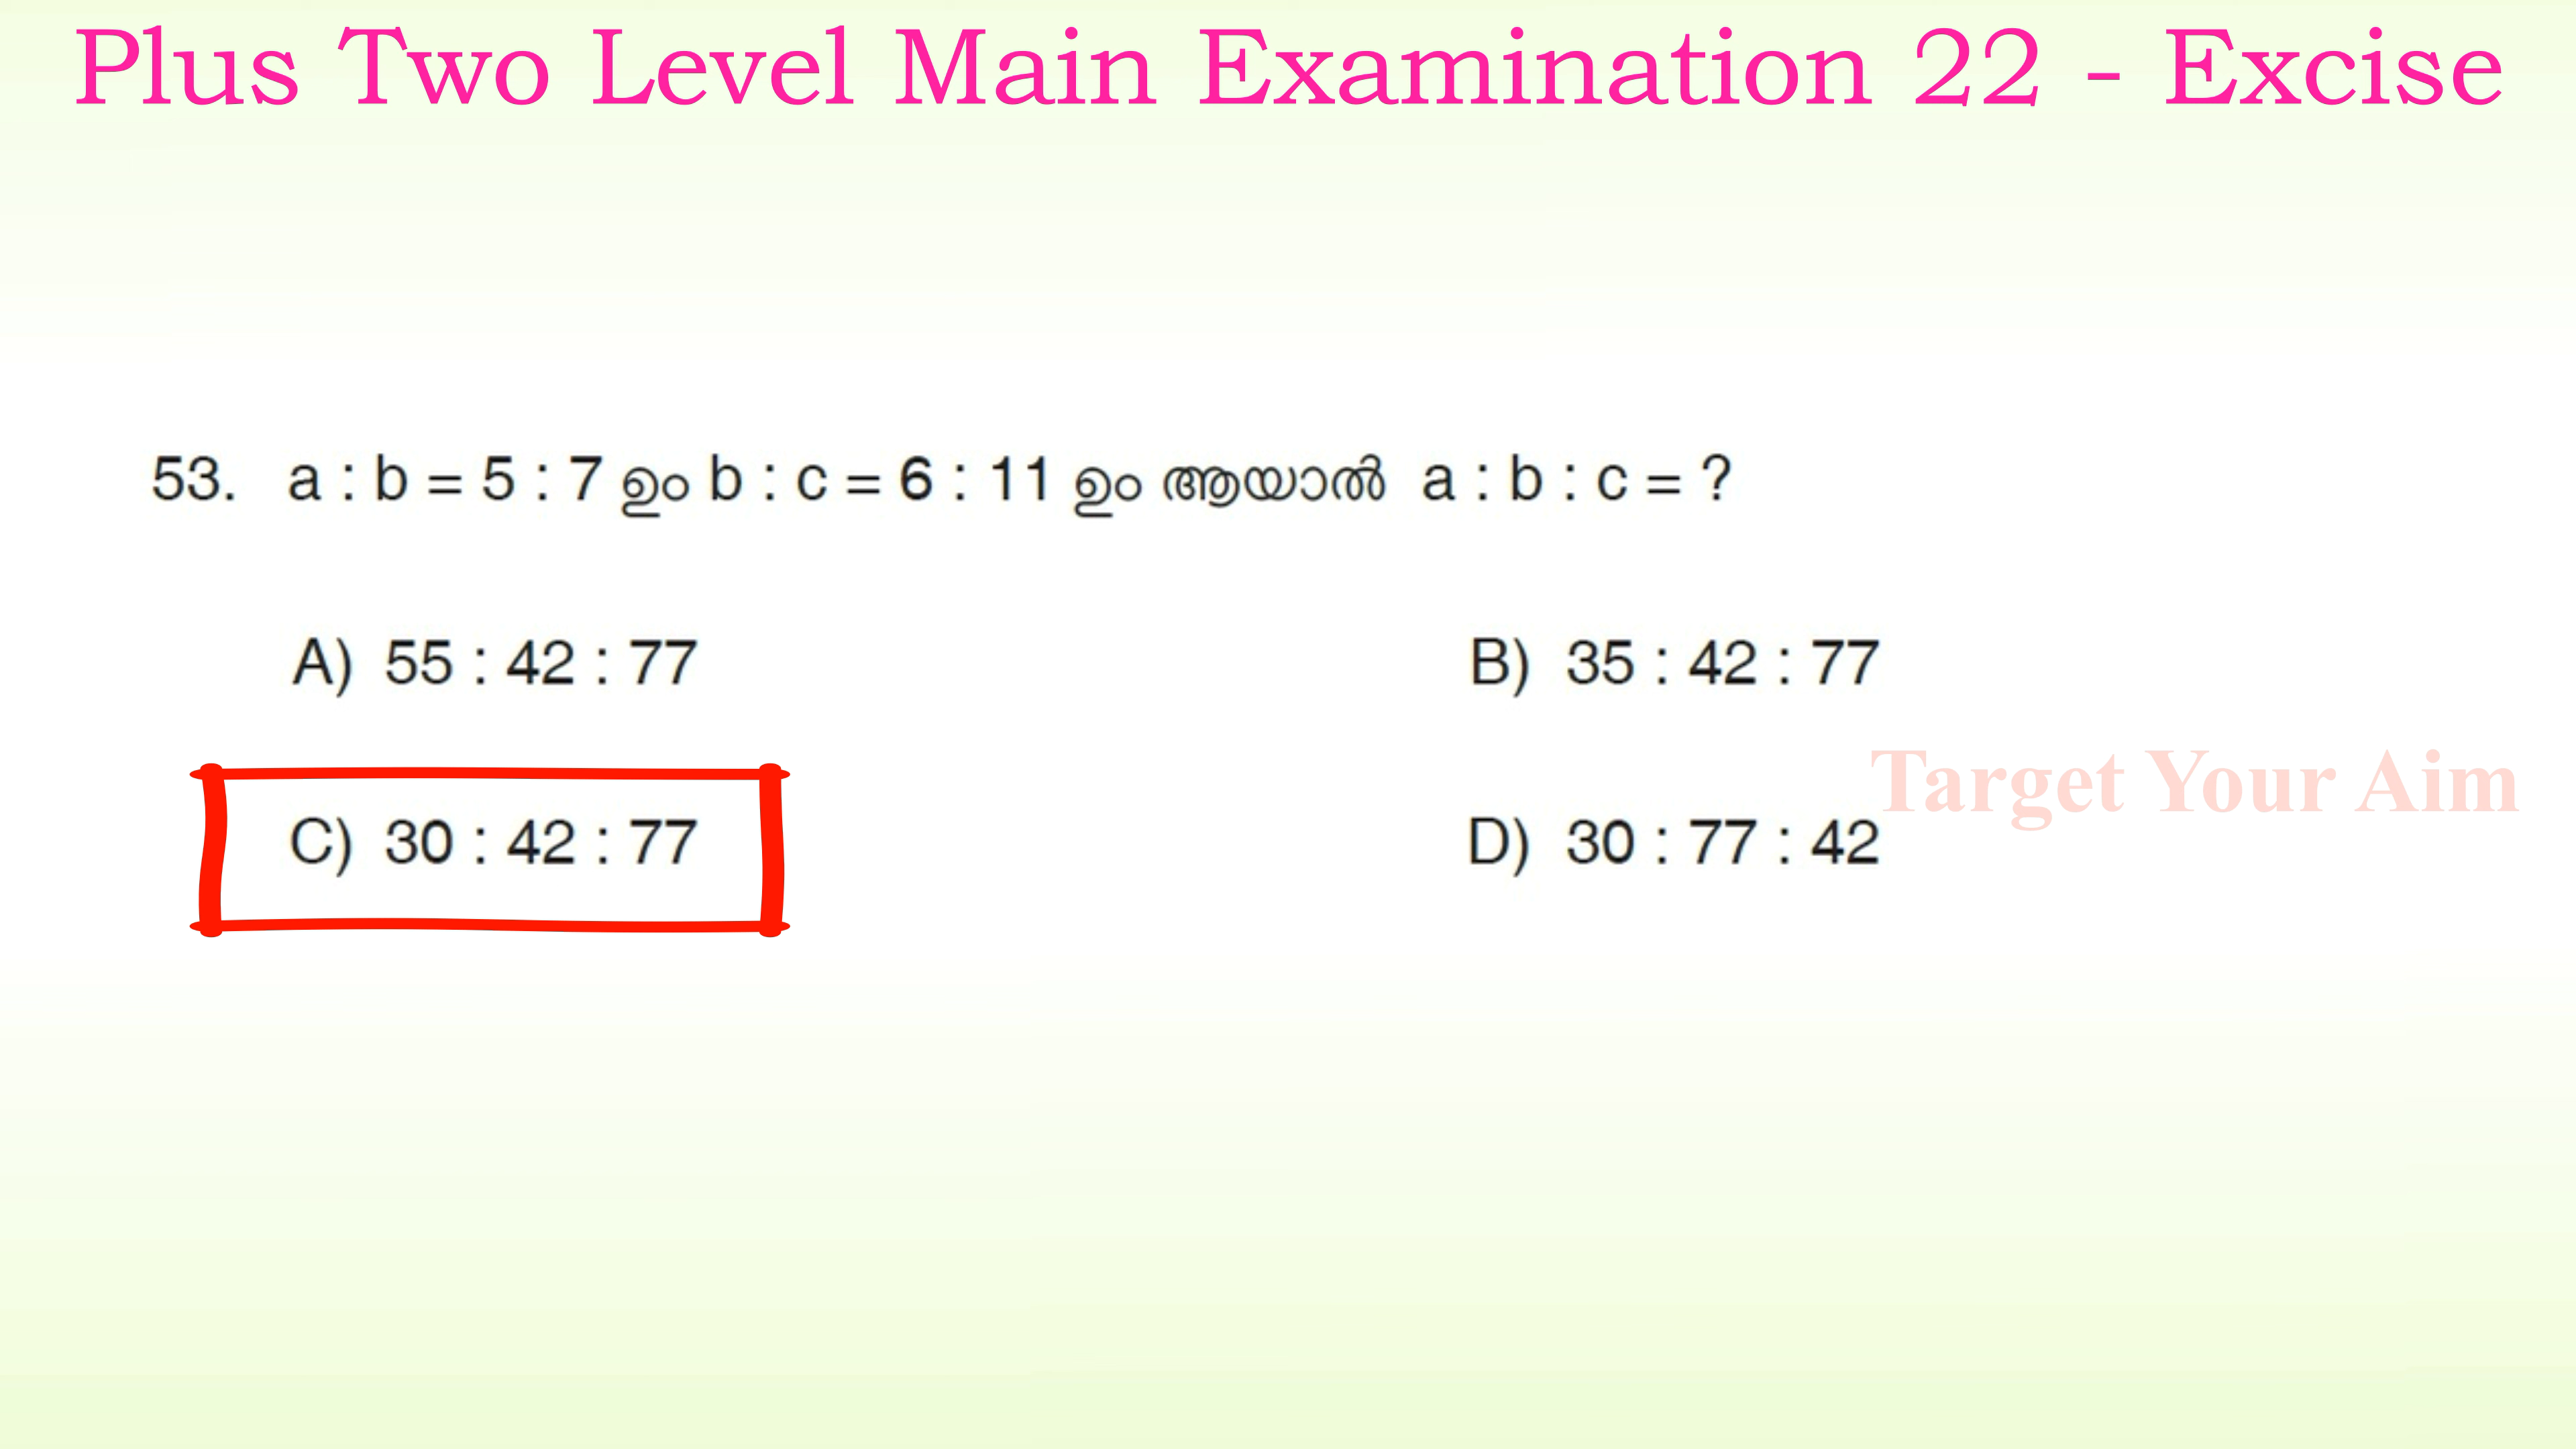 Plus Two Level Main Examination 22 - Excise
53. a : b = 5 : 7 ഉം b : c = 6 : 11 ഉം ആയാൽ a : b : c = ?
A) 55 : 42 : 77 B) 35 : 42 : 77
Target Your Aim
C) 30 : 42 : 77 D) 30 : 77 : 42